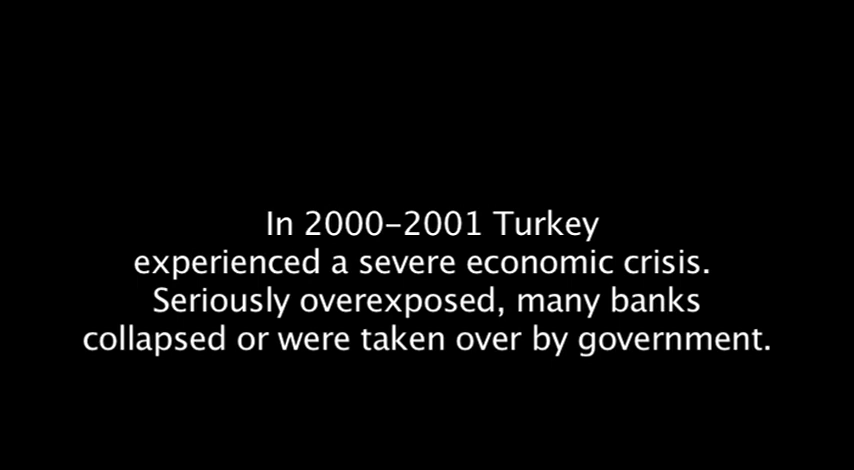 In 2000-2001 Turkey
experienced a severe economic crisis.
Seriously overexposed, many banks
collapsed or were taken over by government.